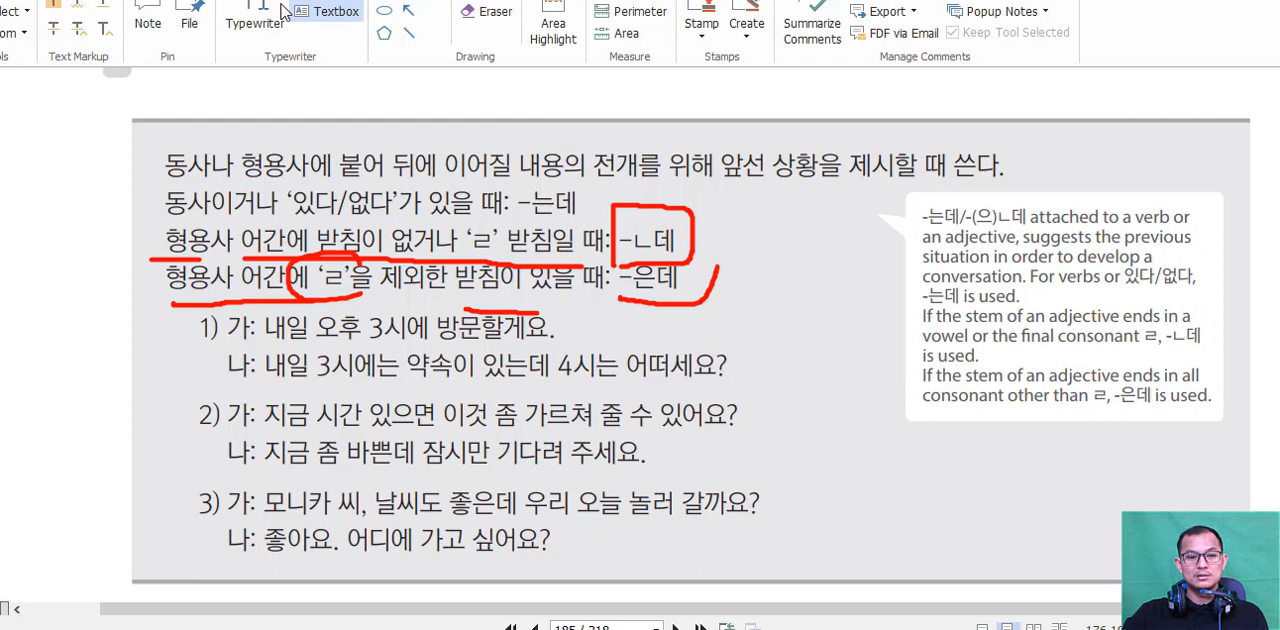 Note
File
Typewriter
Textbox
Eraser
Area
Highlight
Perimeter
Area
Stamp
Create
Summarize
Comments
Export
Popup Notes
FDF via Email
Keep Tool Selected
Text Markup
Pin
Typewriter
Drawing
Measure
Stamps
Manage Comments
동사나 형용사에 붙어 뒤에 이어질 내용의 전개를 위해 앞선 상황을 제시할 때 쓴다.
동사이거나 ‘있다/없다’가 있을 때: –는데
형용사 어간에 받침이 없거나 ‘ㄹ’ 받침일 때: –ㄴ데
형용사 어간에 ‘ㄹ’을 제외한 받침이 있을 때: –은데
1) 가: 내일 오후 3시에 방문할게요.
나: 내일 3시에는 약속이 있는데 4시는 어떠세요?
2) 가: 지금 시간 있으면 이것 좀 가르쳐 줄 수 있어요?
나: 지금 좀 바쁜데 잠시만 기다려 주세요.
3) 가: 모니카 씨, 날씨도 좋은데 우리 오늘 놀러 갈까요?
나: 좋아요. 어디에 가고 싶어요?
-는데/-(으)ㄴ데 attached to a verb or
an adjective, suggests the previous
situation in order to develop a
conversation. For verbs or 있다/없다,
-는데 is used.
If the stem of an adjective ends in a
vowel or the final consonant ㄹ, -ㄴ데
is used.
If the stem of an adjective ends in all
consonant other than ㄹ, -은데 is used.
185 / 218